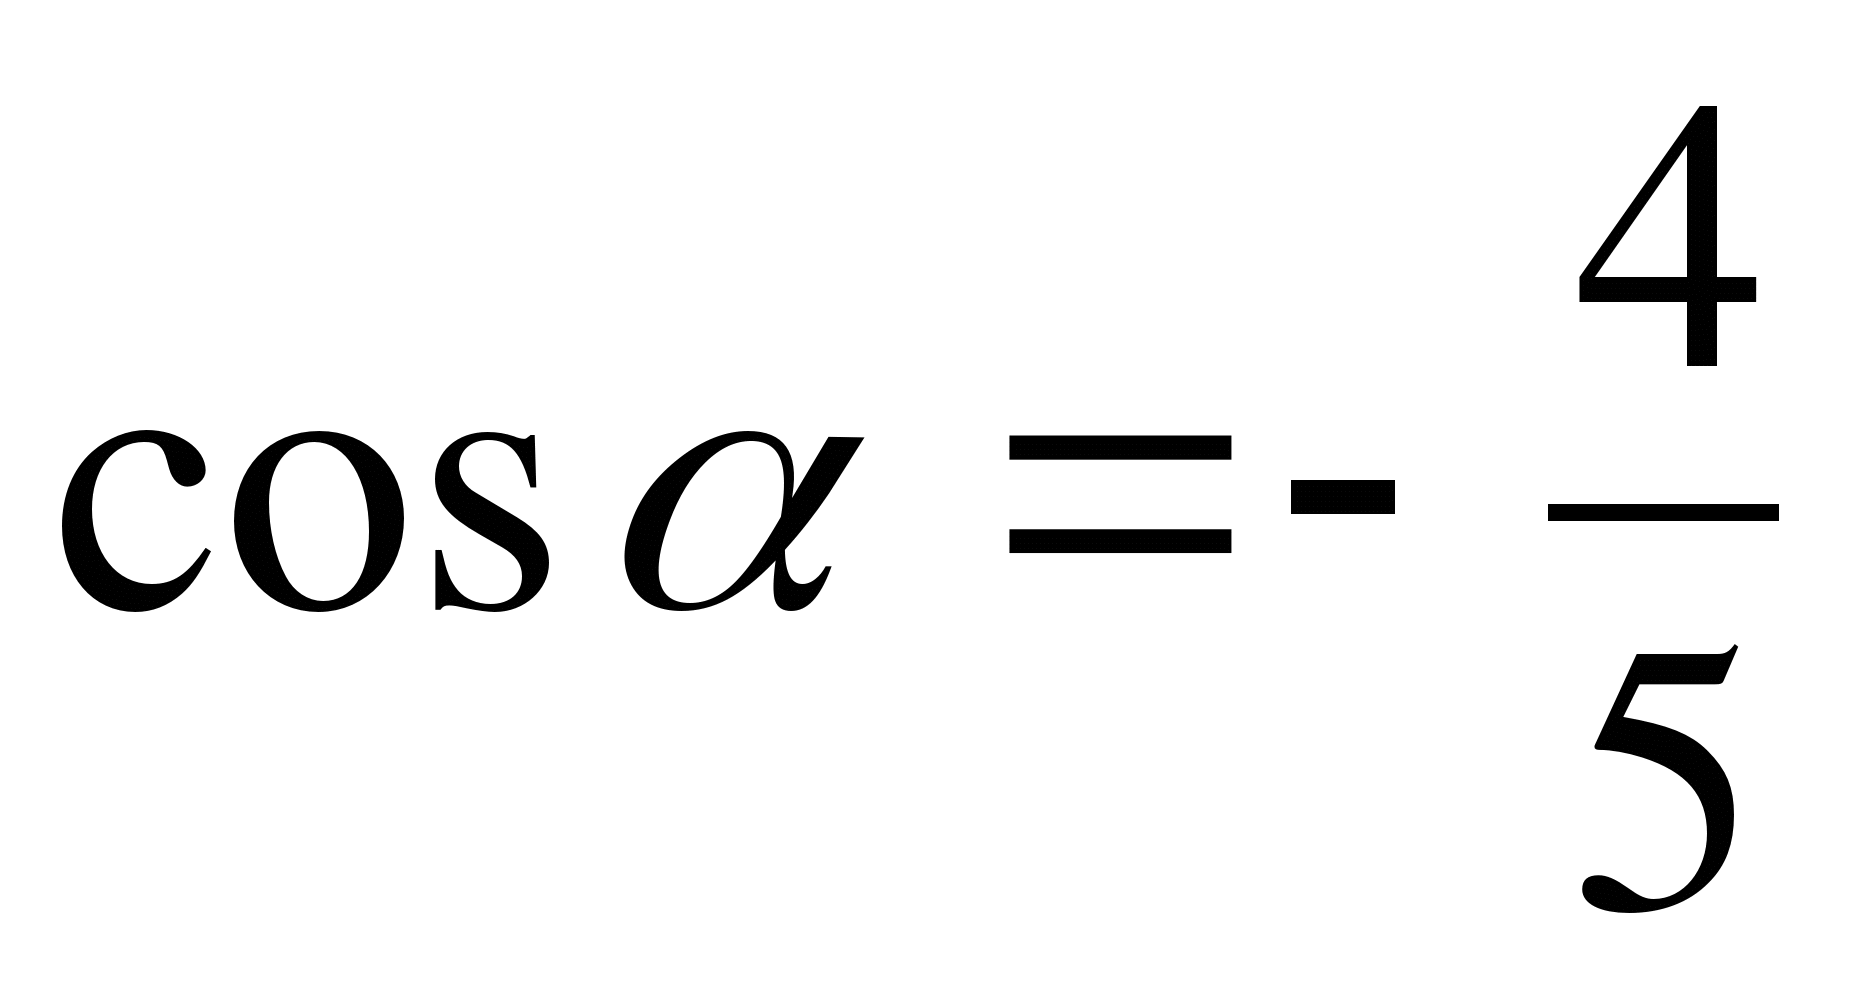 cos α = - 4/5